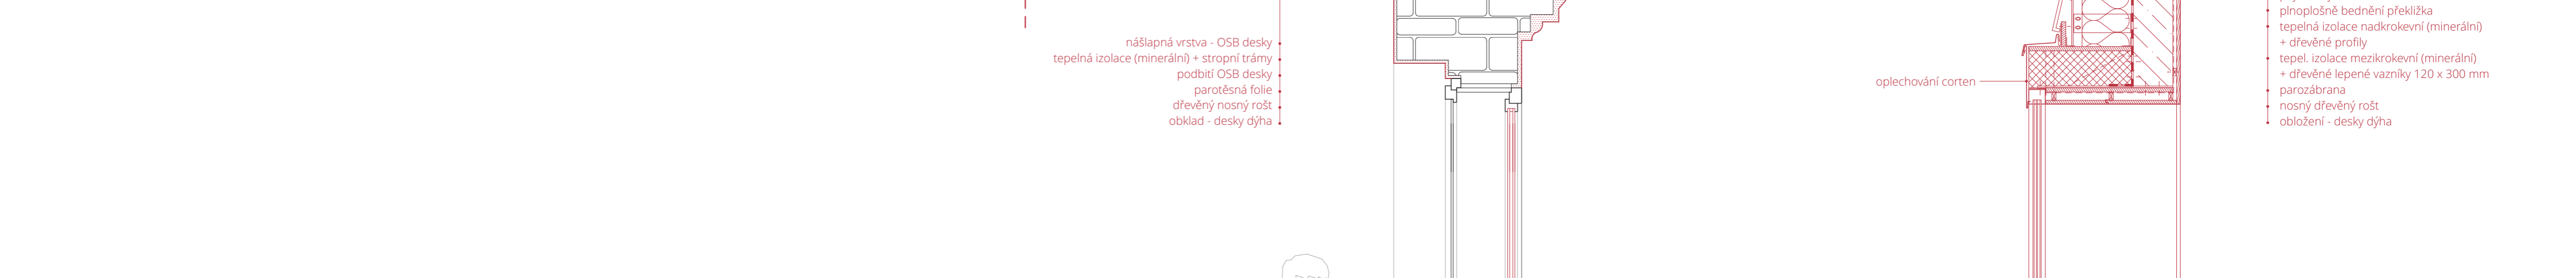 nášlapná vrstva - OSB desky
tepelná izolace (minerální) + stropní trámy
podbití OSB desky
parotěsná folie
dřevěný nosný rošt
obklad - desky dýha
oplechování corten
plnoplošně bednění překližka
tepelná izolace nadkrokevní (minerální)
+ dřevěné profily
tepel. izolace mezikrokevní (minerální)
+ dřevěné lepené vazníky 120 x 300 mm
parozábrana
nosný dřevěný rošt
obložení - desky dýha